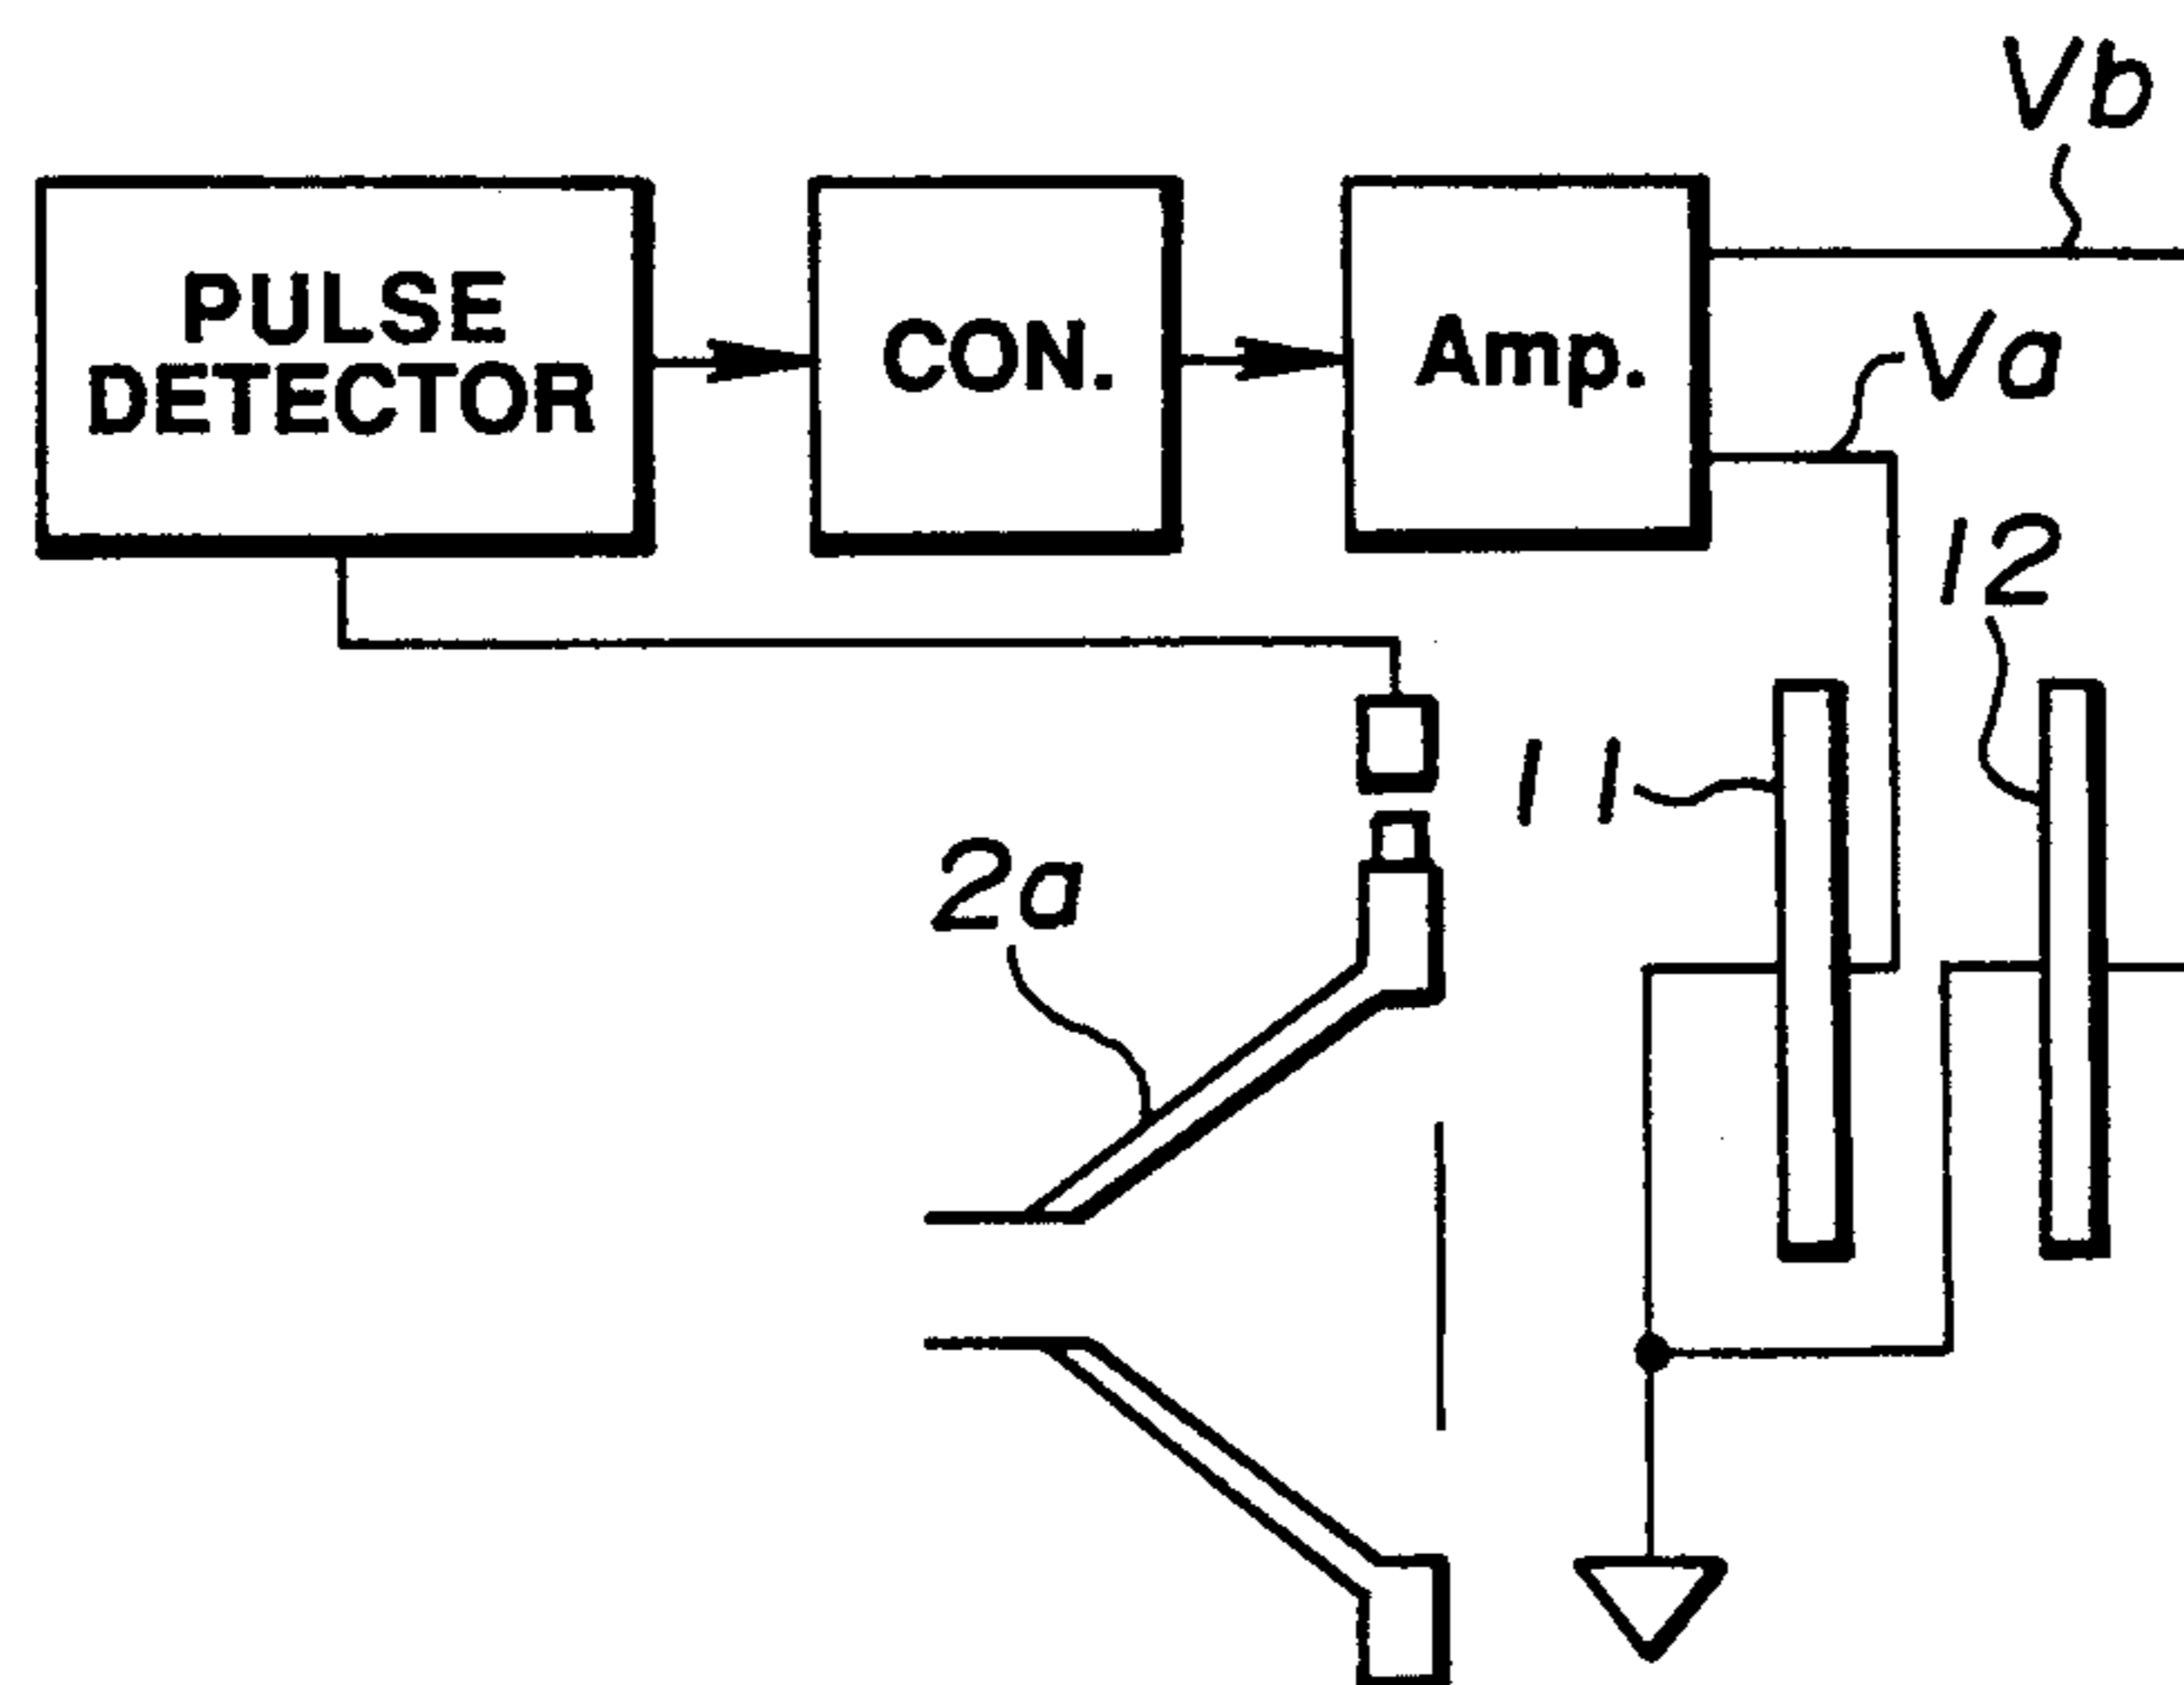 Vb
PULSE
DETECTOR
CON.
Amp.
Va
12
11
2a